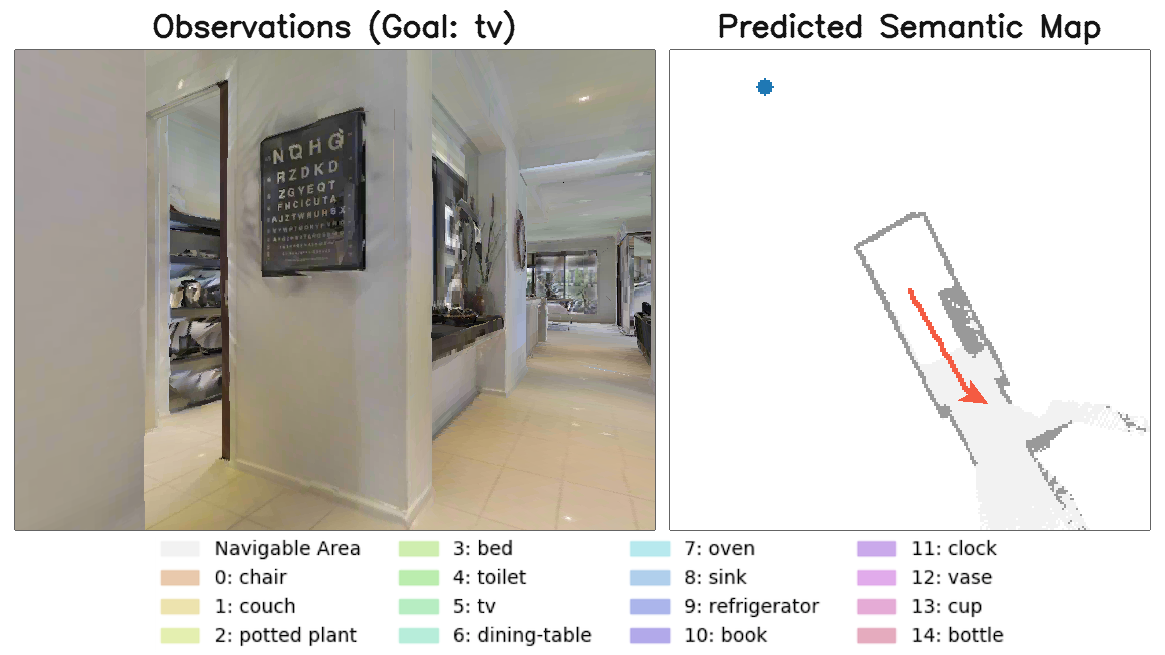 Observations (Goal: tv)
Predicted Semantic Map
NQHG
RZDKD
ZGYEQT
FNCICUTA
Navigable Area
0: chair
1: couch
2: potted plant
3: bed
4: toilet
5: tv
6: dining-table
7: oven
8: sink
9: refrigerator
10: book
11: clock
12: vase
13: cup
14: bottle